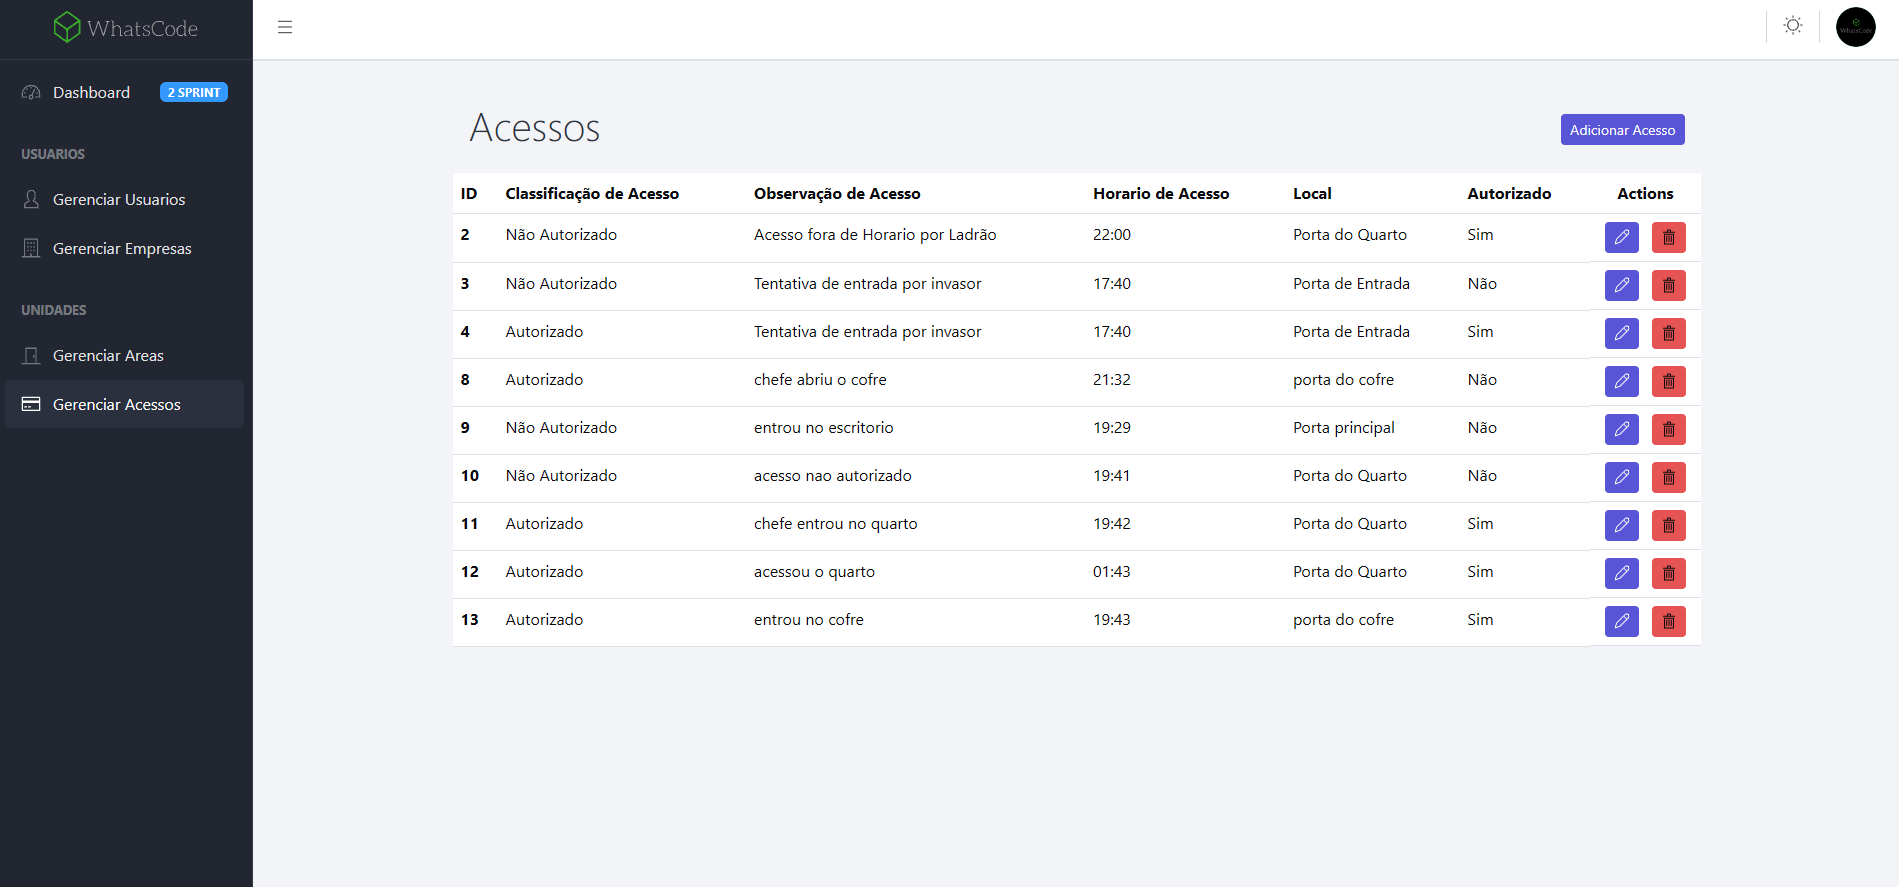 WhatsCode
Dashboard 2 SPRINT
USUARIOS
Gerenciar Usuarios
Gerenciar Empresas
UNIDADES
Gerenciar Areas
Gerenciar Acessos
WhatsCode
Acessos
Adicionar Acesso
ID Classificação de Acesso Observação de Acesso Horario de Acesso Local Autorizado Actions
2 Não Autorizado Acesso fora de Horario por Ladrão 22:00 Porta do Quarto Sim
3 Não Autorizado Tentativa de entrada por invasor 17:40 Porta de Entrada Não
4 Autorizado Tentativa de entrada por invasor 17:40 Porta de Entrada Sim
8 Autorizado chefe abriu o cofre 21:32 porta do cofre Não
9 Não Autorizado entrou no escritorio 19:29 Porta principal Não
10 Não Autorizado acesso nao autorizado 19:41 Porta do Quarto Não
11 Autorizado chefe entrou no quarto 19:42 Porta do Quarto Sim
12 Autorizado acessou o quarto 01:43 Porta do Quarto Sim
13 Autorizado entrou no cofre 19:43 porta do cofre Sim